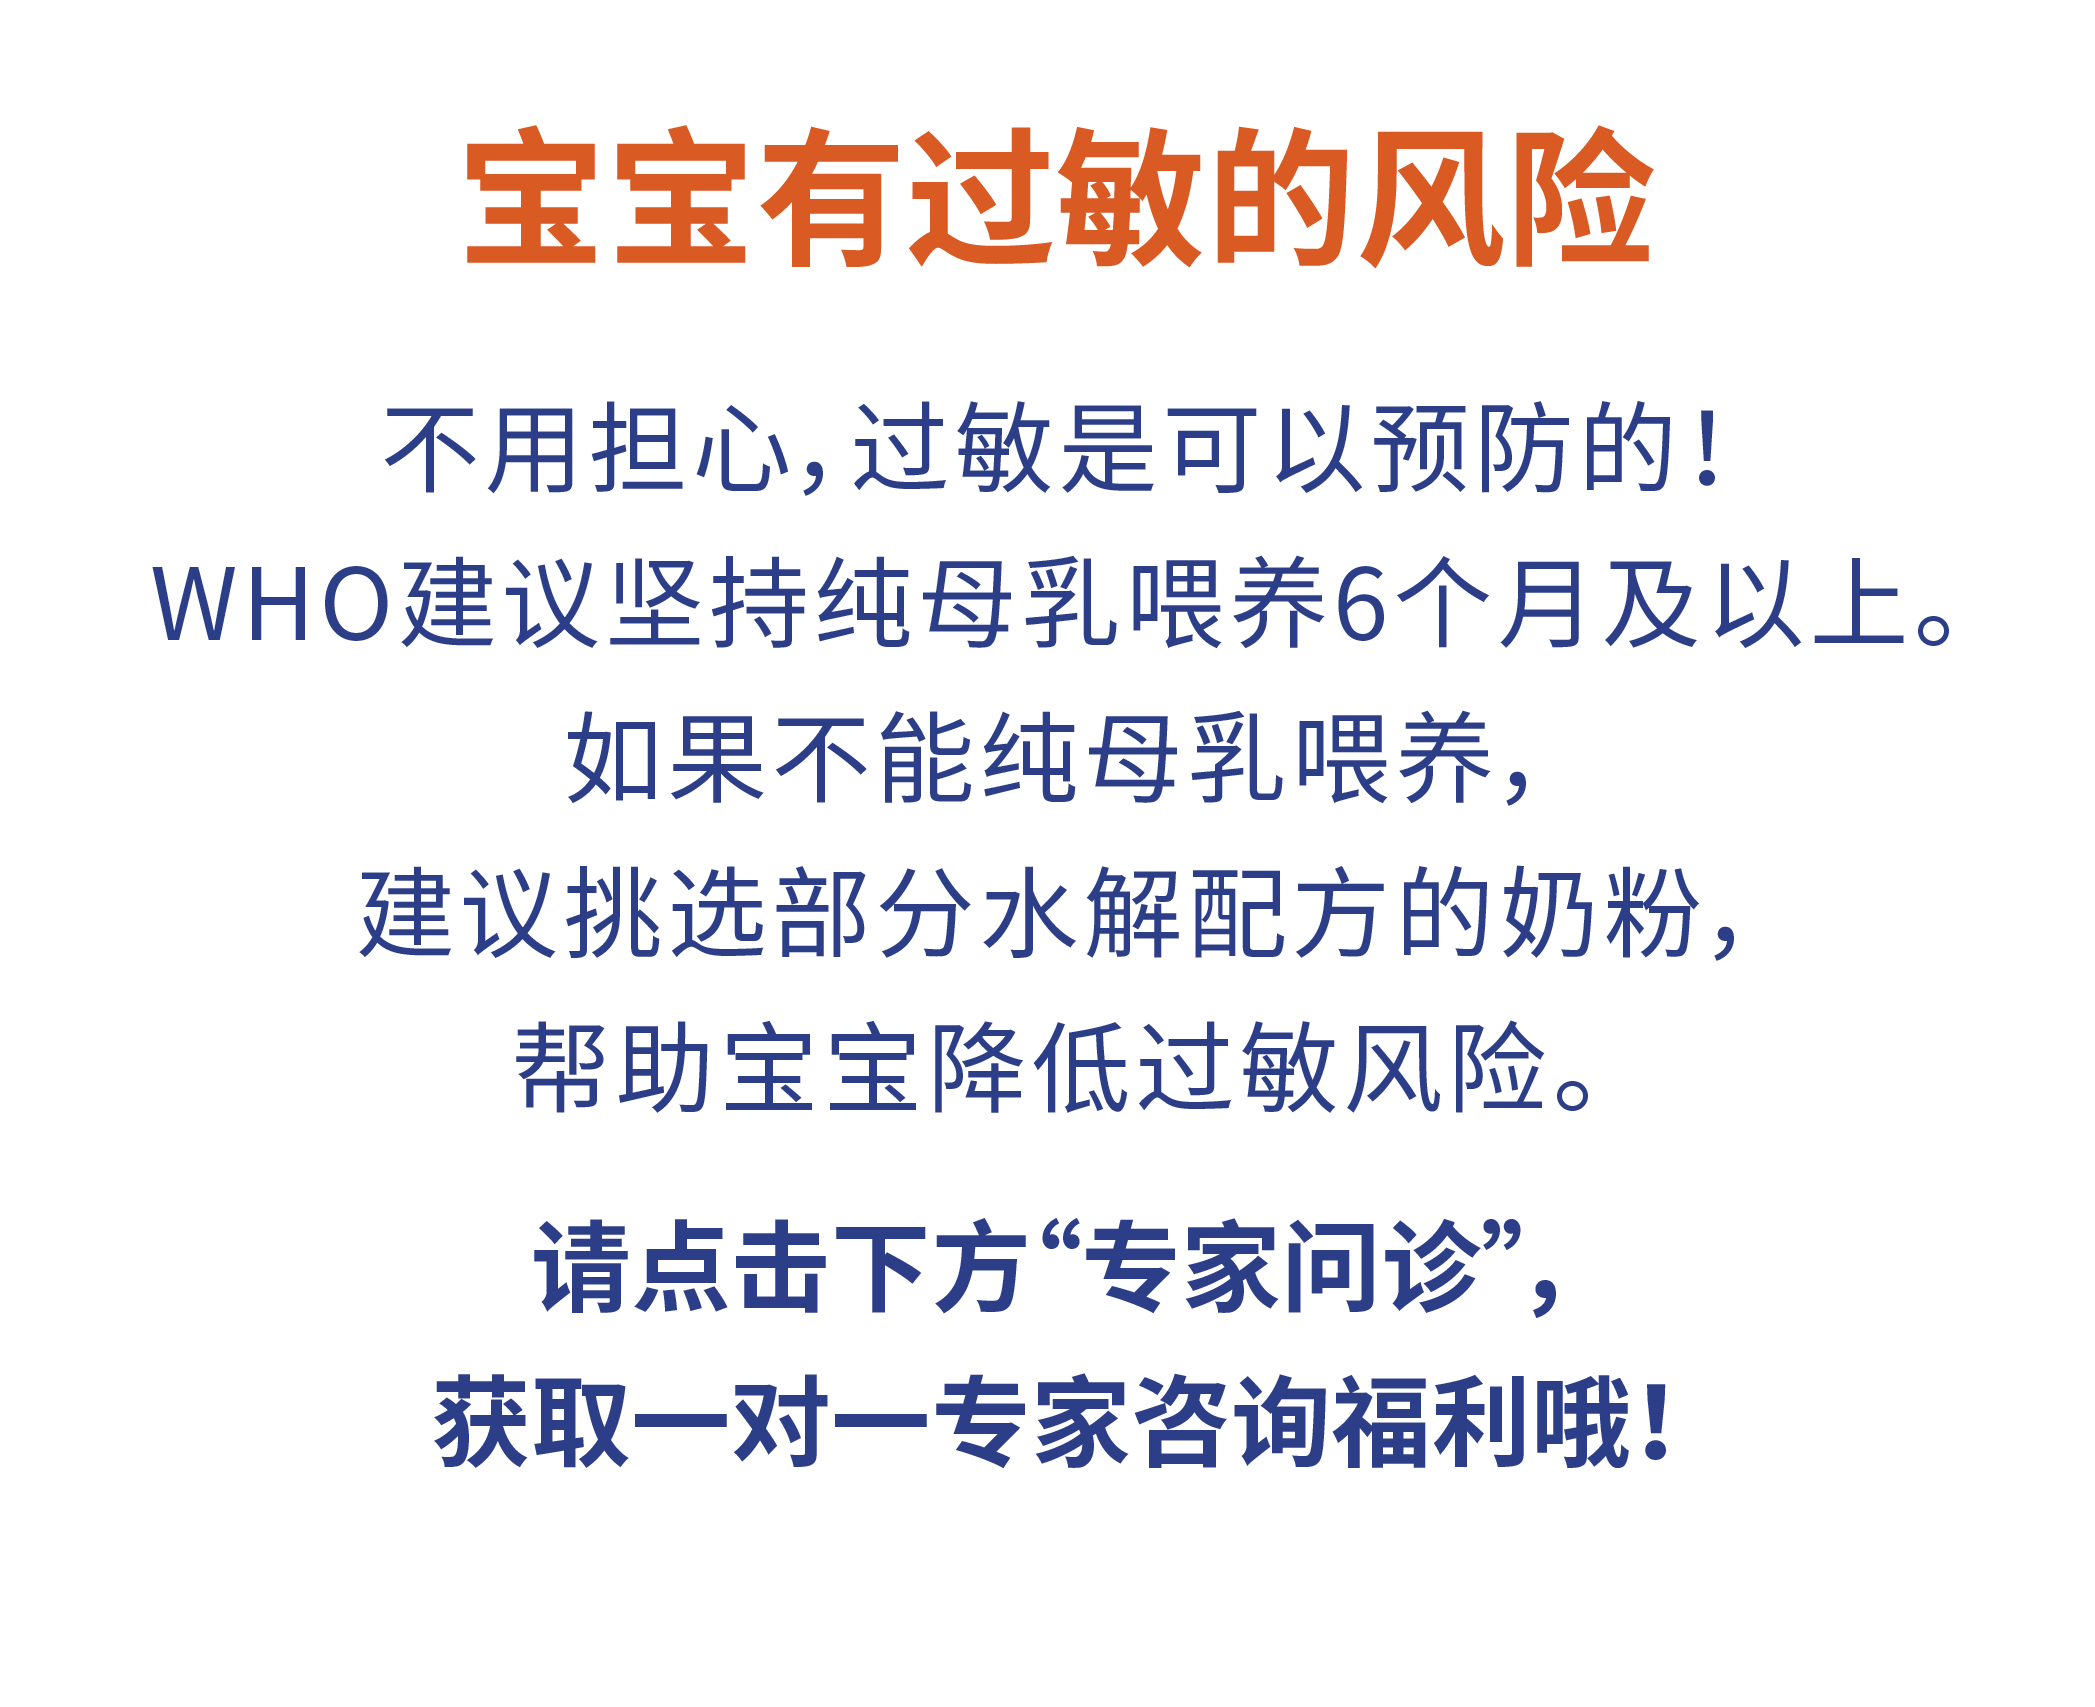 宝宝有过敏的风险
不用担心，过敏是可以预防的！
WHO建议坚持纯母乳喂养6个月及以上。
如果不能纯母乳喂养，
建议挑选部分水解配方的奶粉，
帮助宝宝降低过敏风险。
请点击下方“专家问诊”，
获取一对一专家咨询福利哦！